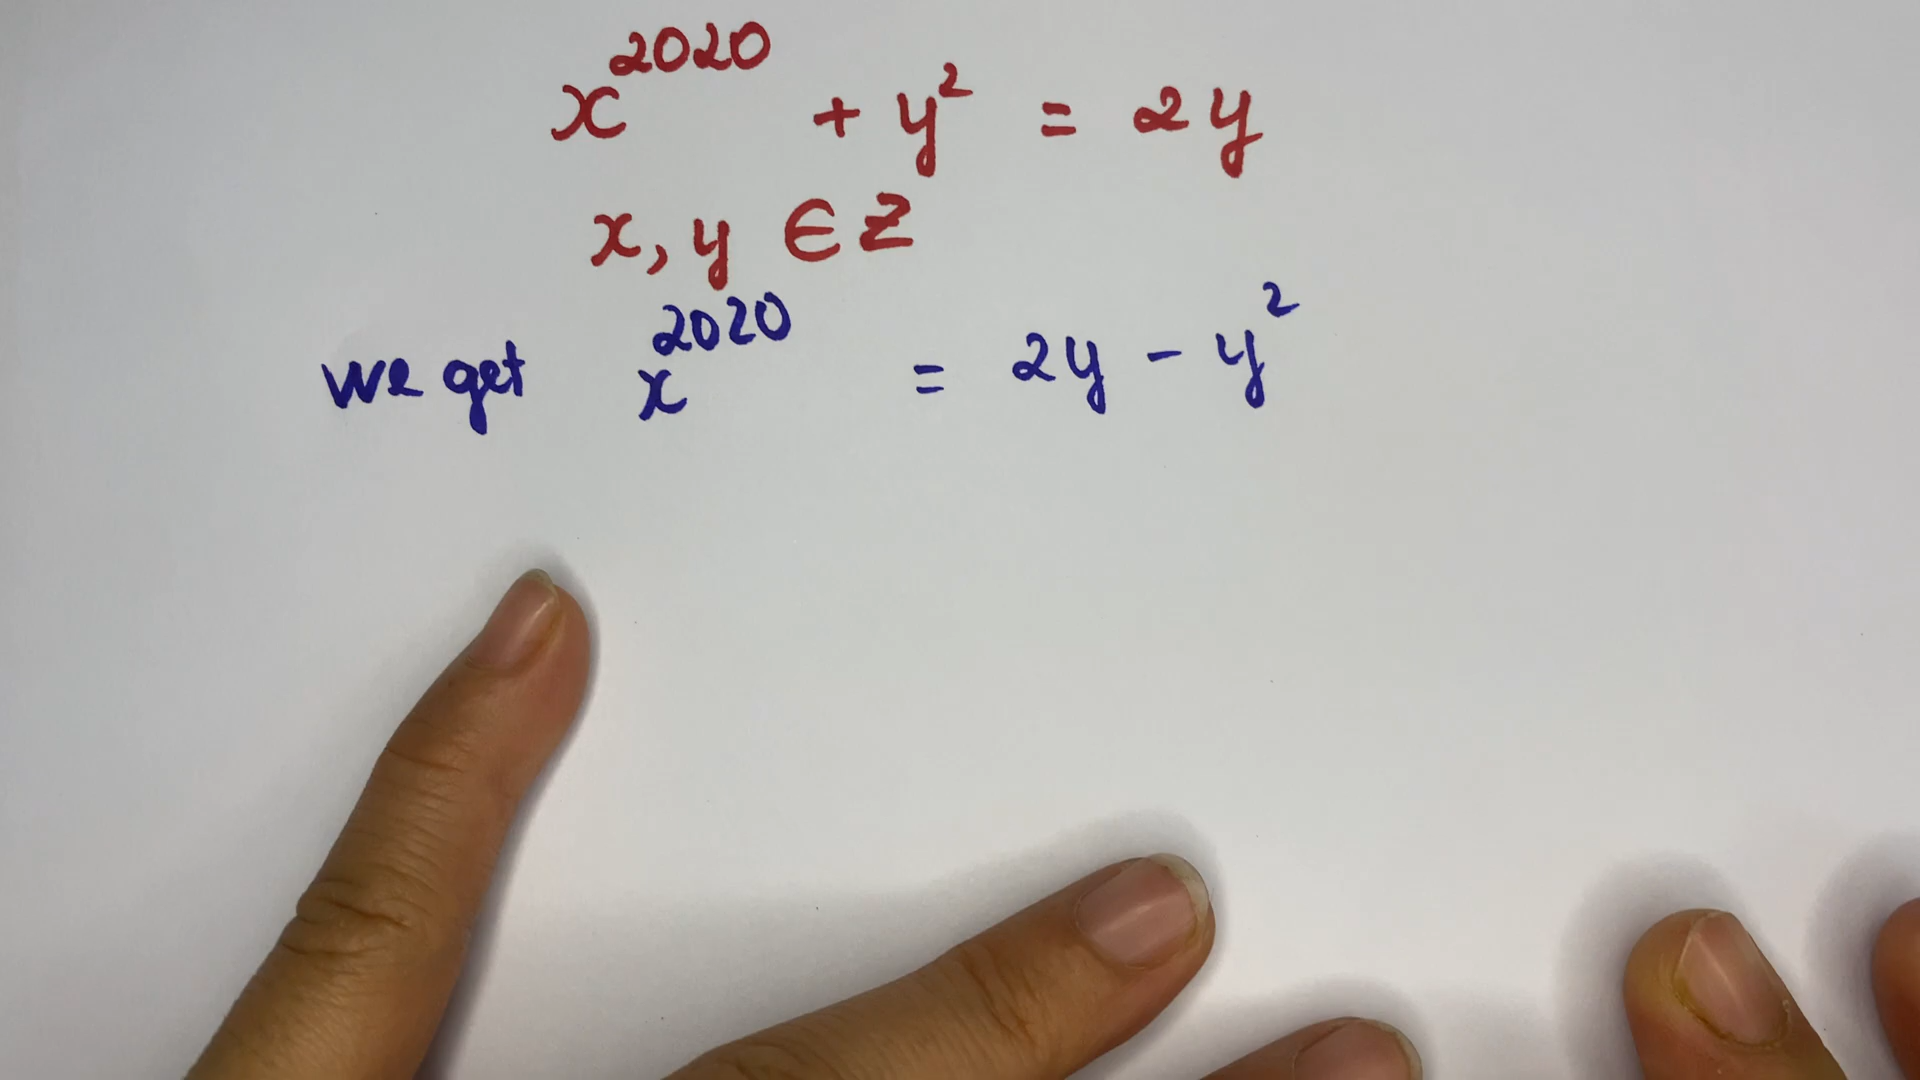 x^2020 + y^2 = 2y
x, y ∈ Z
we get x^2020 = 2y - y^2